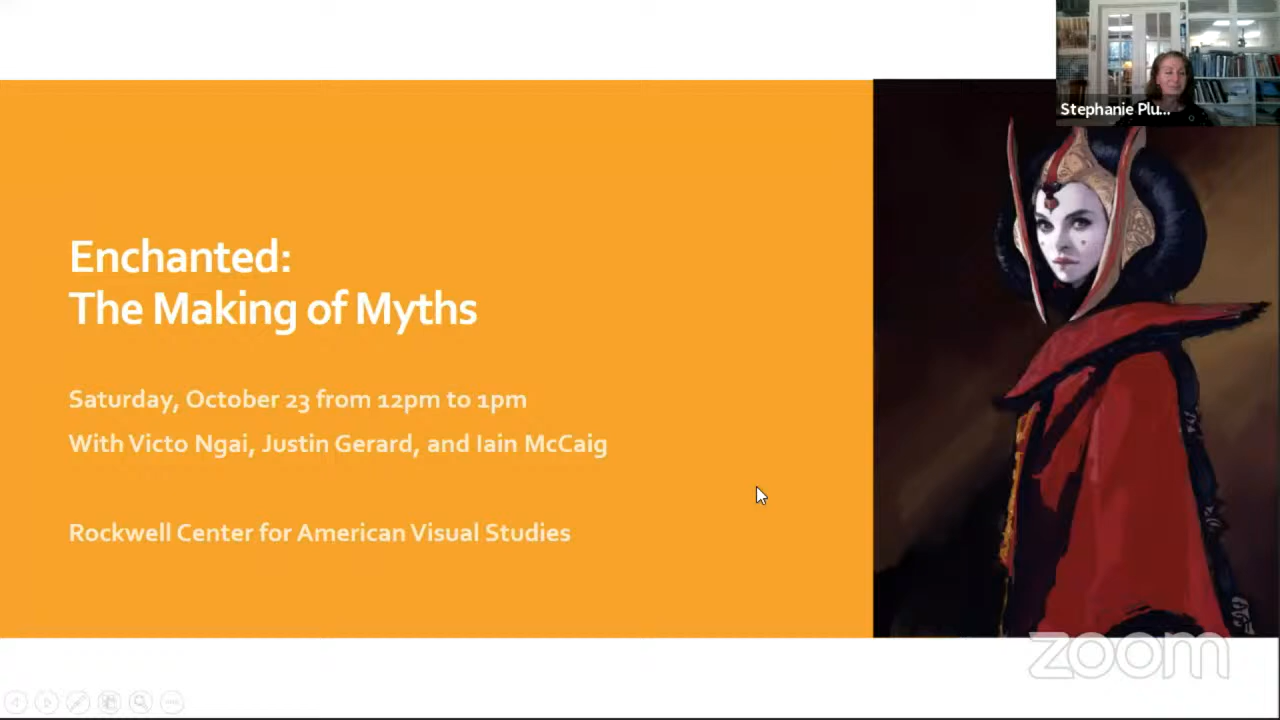 Stephanie Plu...
Enchanted:
The Making of Myths
Saturday, October 23 from 12pm to 1pm
With Victo Ngai, Justin Gerard, and Iain McCaig
Rockwell Center for American Visual Studies
zoom